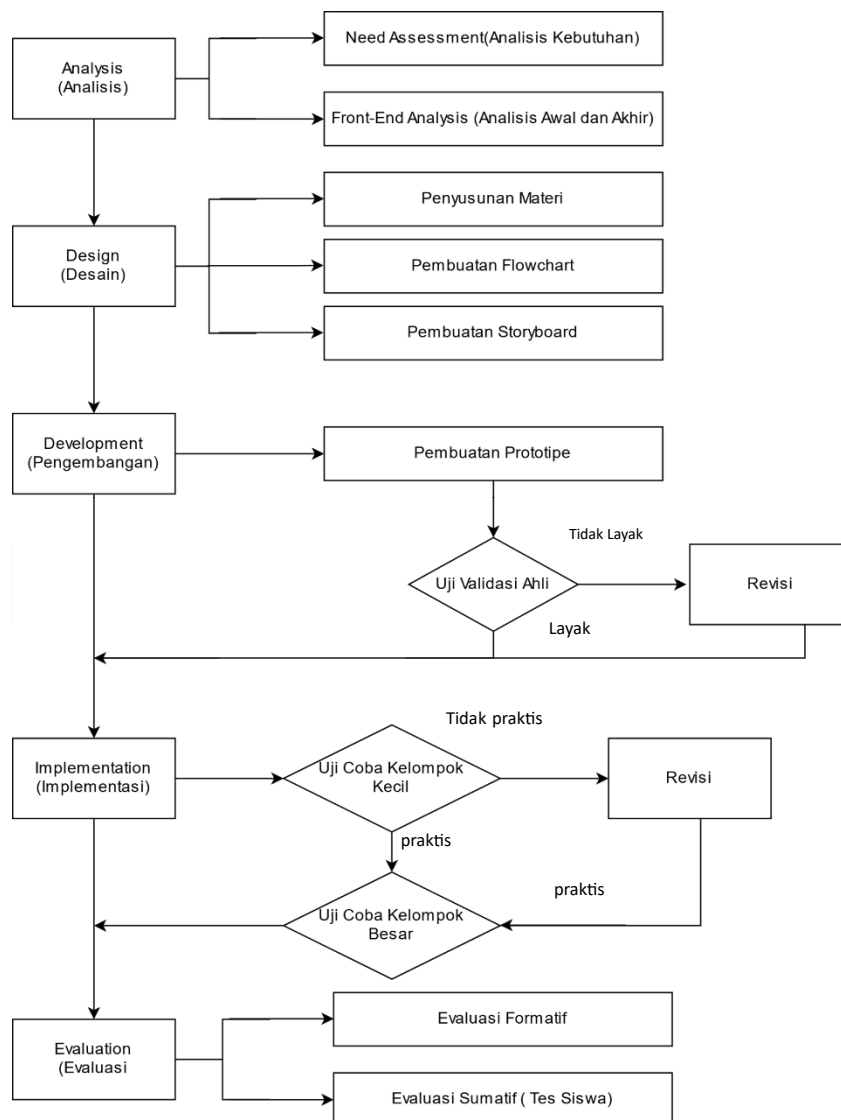 Need Assessment(Analisis Kebutuhan)
Analysis
(Analisis)
Front-End Analysis (Analisis Awal dan Akhir)
Penyusunan Materi
Design
(Desain)
Pembuatan Flowchart
Pembuatan Storyboard
Development
(Pengembangan)
Pembuatan Prototipe
Tidak Layak
Uji Validasi Ahli
Revisi
Layak
Tidak praktis
Implementation
(Implementasi)
Uji Coba Kelompok
Kecil
Revisi
praktis
praktis
Uji Coba Kelompok
Besar
Evaluasi Formatif
Evaluation
(Evaluasi
Evaluasi Sumatif ( Tes Siswa)